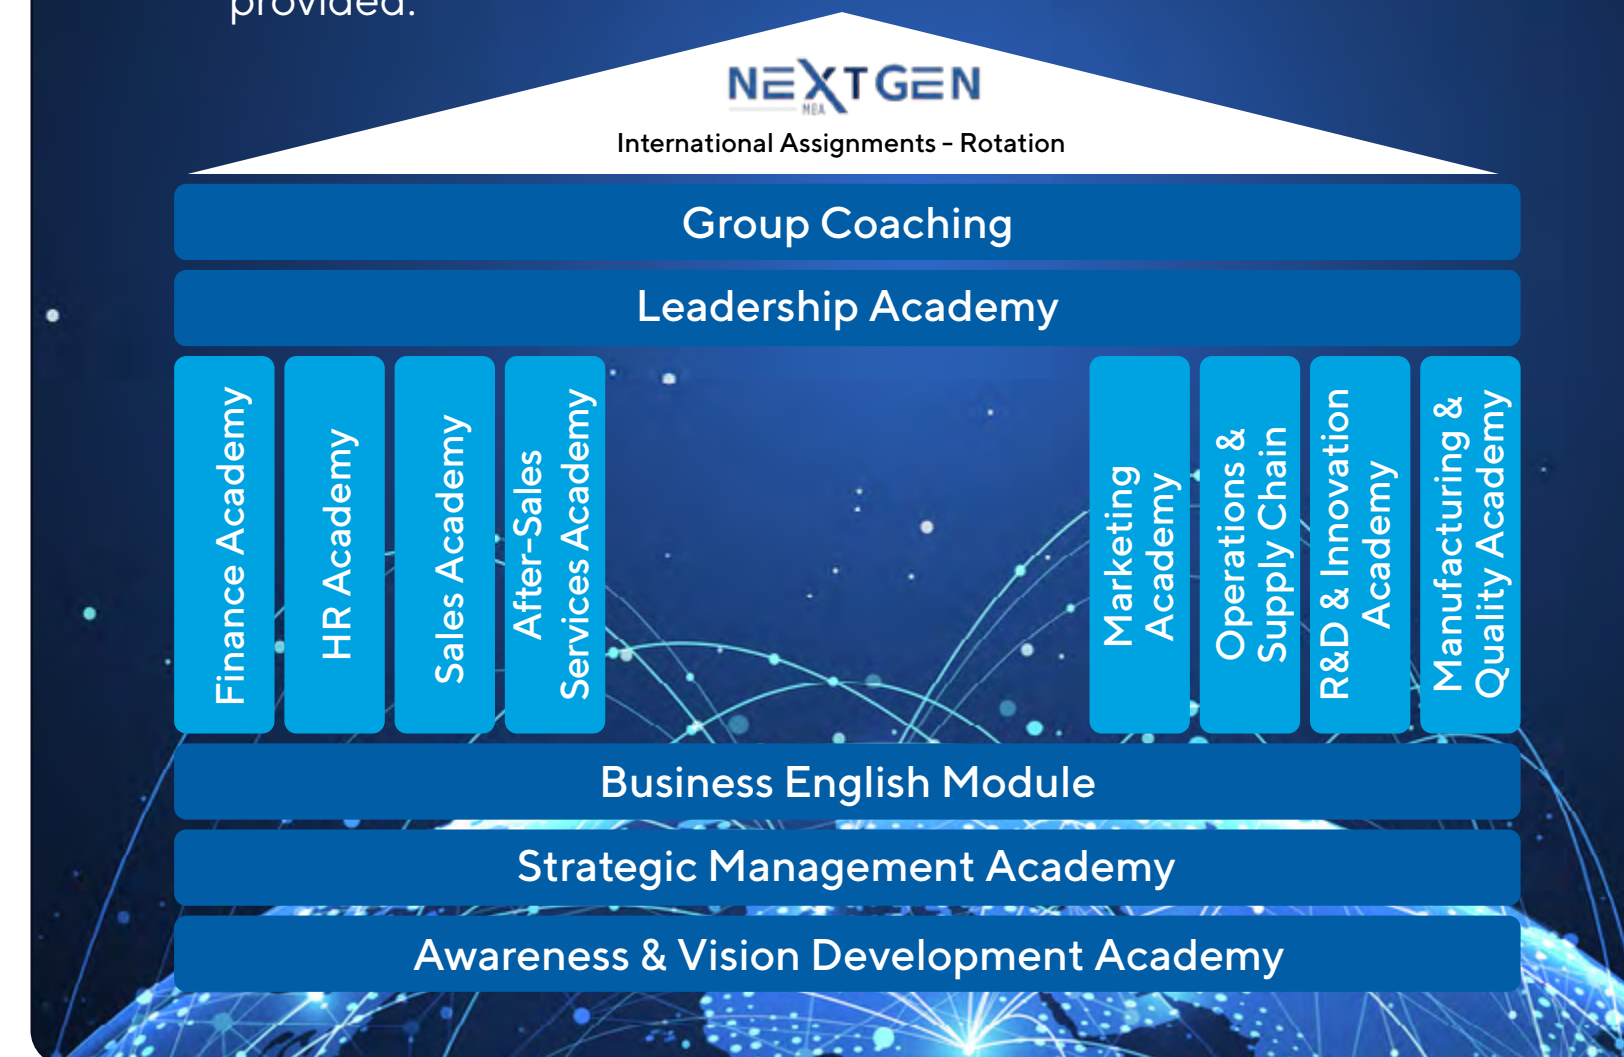 provided.
NEXTGEN
MBA
International Assignments - Rotation
Group Coaching
Leadership Academy
Finance Academy
HR Academy
Sales Academy
After-Sales
Services Academy
Marketing
Academy
Operations &
Supply Chain
R&D & Innovation
Academy
Manufacturing &
Quality Academy
Business English Module
Strategic Management Academy
Awareness & Vision Development Academy